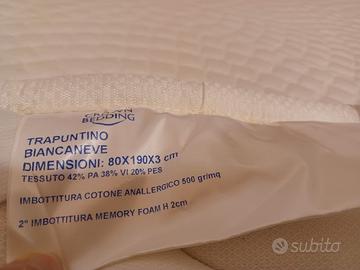 CROWN
BEDDING
TRAPUNTINO
BIANCANEVE
DIMENSIONI: 80X190X3 cm
TESSUTO 42% PA 38% VI 20% PES
IMBOTTITURA COTONE ANALLERGICO 500 gr/mq
2° IMBOTTITURA MEMORY FOAM H 2cm
subito